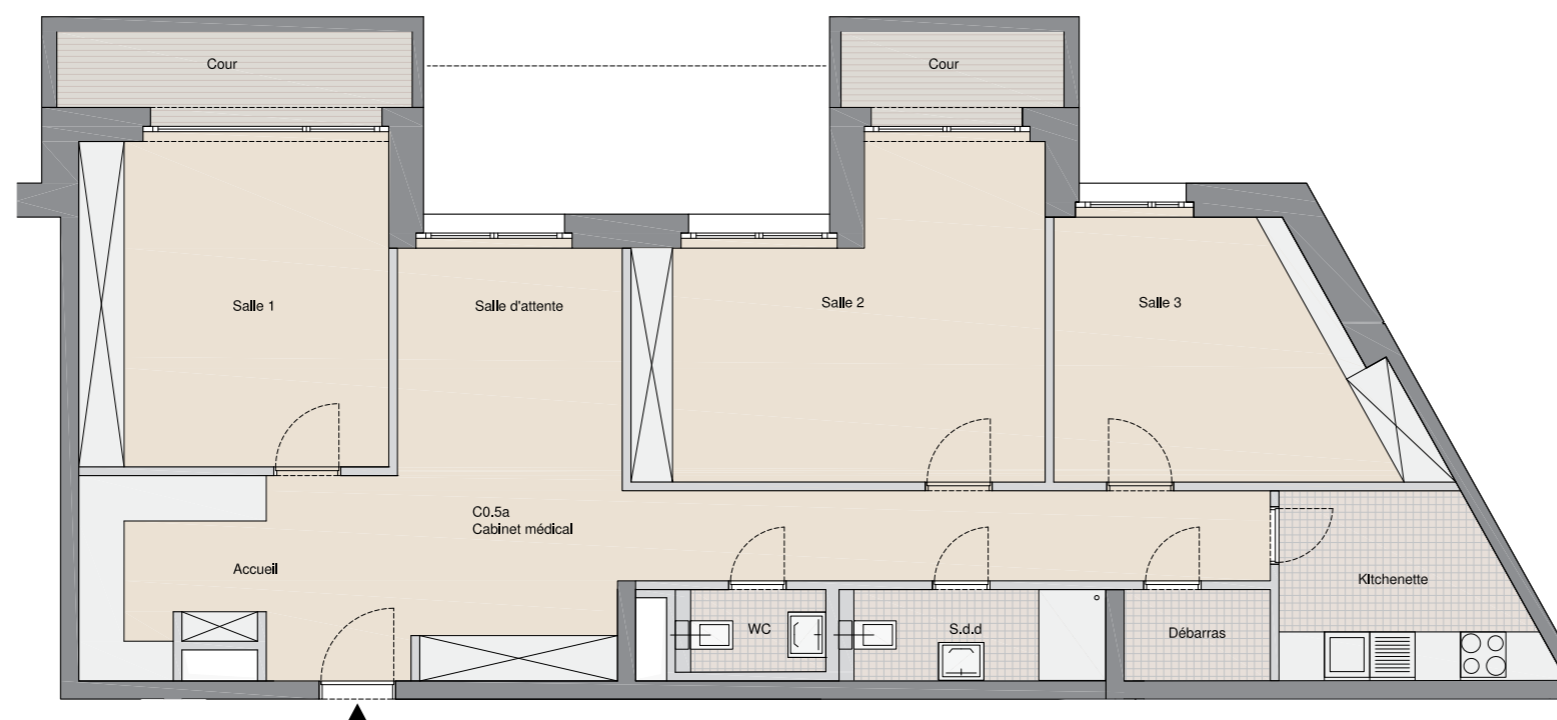 Cour
Cour
Salle 1
Salle d'attente
Salle 2
Salle 3
C0.5a
Cabinet médical
Accueil
KItchenette
WC
S.d.d
Débarras